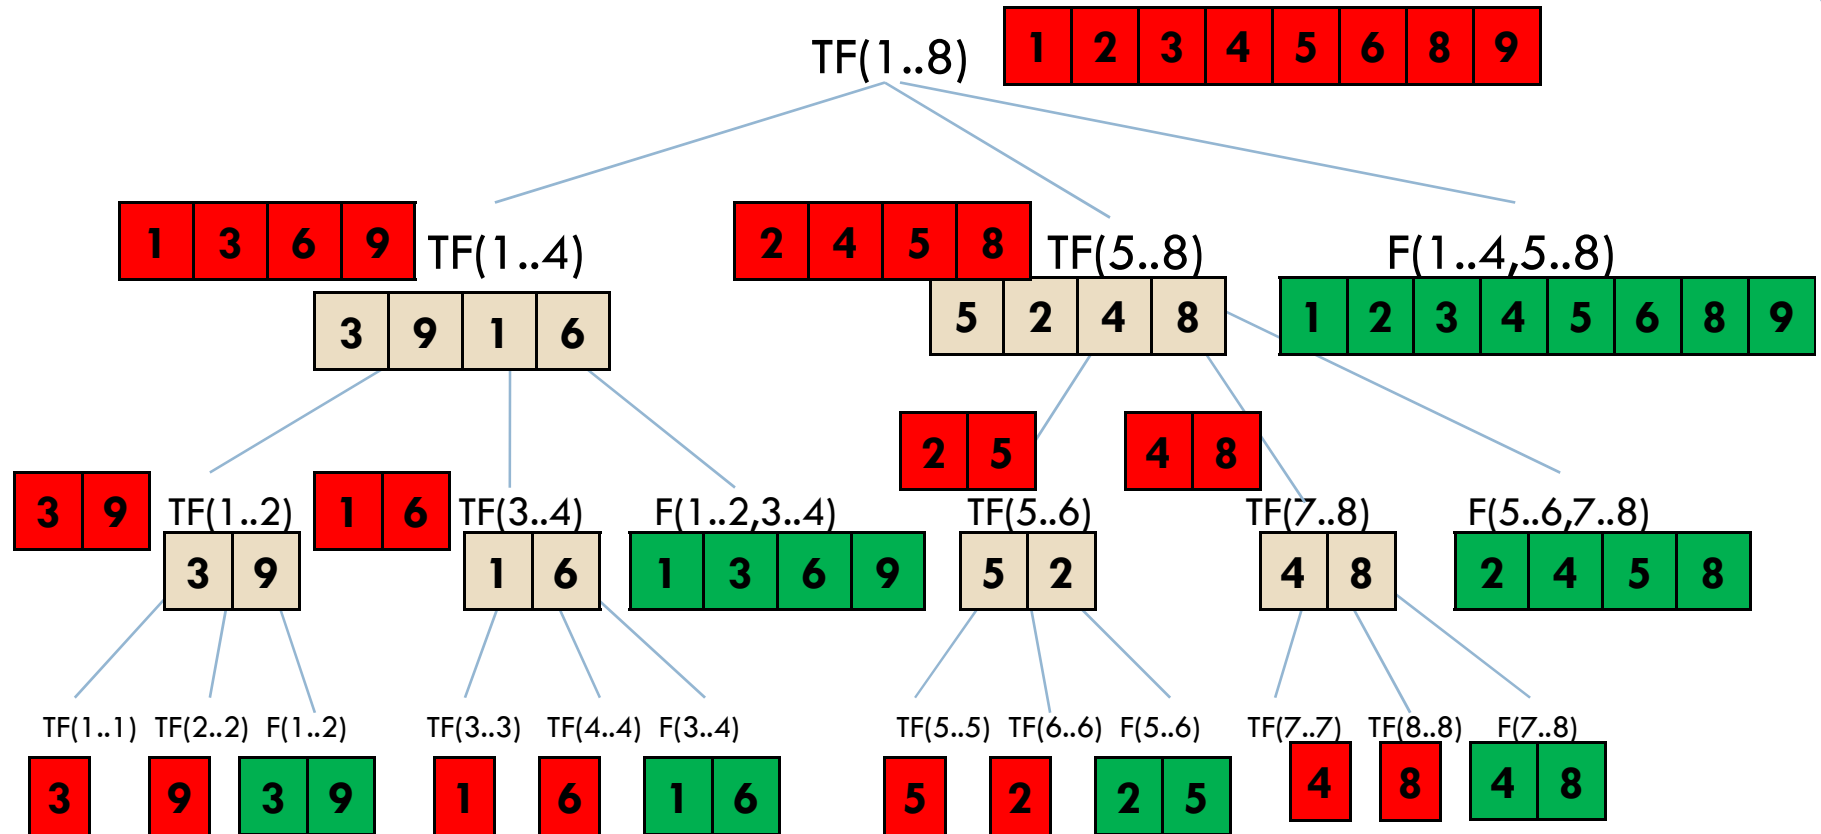 TF(1..8) 1 2 3 4 5 6 8 9
1 3 6 9 TF(1..4) 2 4 5 8 TF(5..8) F(1..4,5..8)
3 9 1 6 5 2 4 8 1 2 3 4 5 6 8 9
2 5 4 8
3 9 TF(1..2) 1 6 TF(3..4) F(1..2,3..4) TF(5..6) TF(7..8) F(5..6,7..8)
3 9 1 6 1 3 6 9 5 2 4 8 2 4 5 8
TF(1..1) TF(2..2) F(1..2) TF(3..3) TF(4..4) F(3..4) TF(5..5) TF(6..6) F(5..6) TF(7..7) TF(8..8) F(7..8)
3 9 3 9 1 6 1 6 5 2 2 5 4 8 4 8